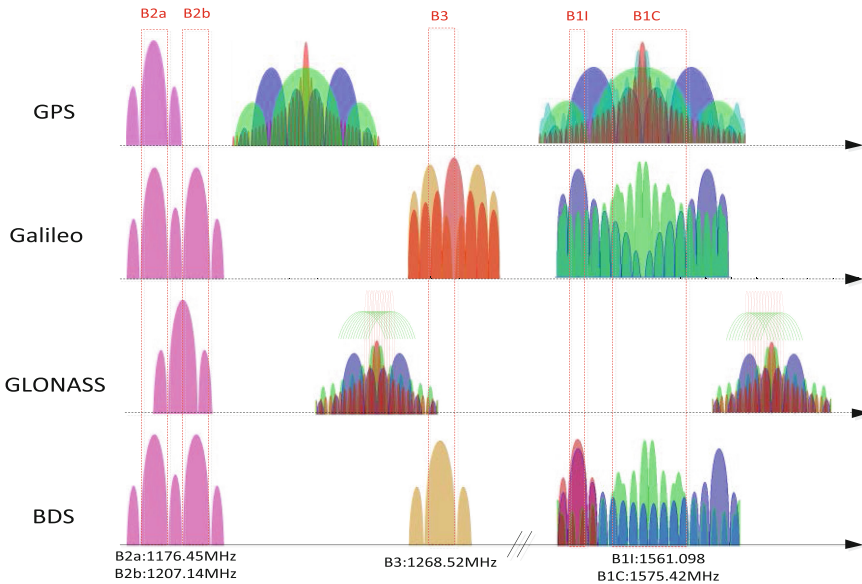 B2a B2b B3 B1I B1C
GPS
Galileo
GLONASS
BDS
B2a:1176.45MHz
B2b:1207.14MHz
B3:1268.52MHz
B1I:1561.098
B1C:1575.42MHz